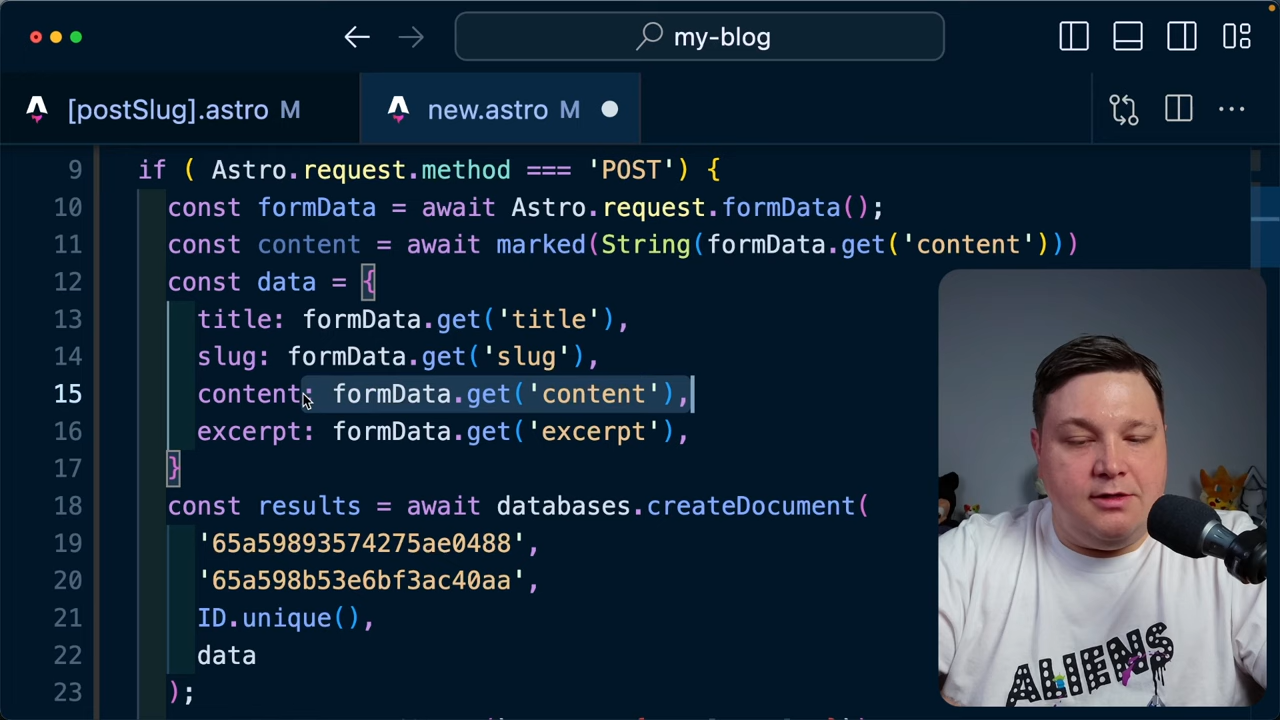 my-blog
[postSlug].astro M
new.astro M
9 if ( Astro.request.method === 'POST') {
10 const formData = await Astro.request.formData();
11 const content = await marked(String(formData.get('content')))
12 const data = {
13 title: formData.get('title'),
14 slug: formData.get('slug'),
15 content: formData.get('content'),
16 excerpt: formData.get('excerpt'),
17 }
18 const results = await databases.createDocument(
19 '65a59893574275ae0488',
20 '65a598b53e6bf3ac40aa',
21 ID.unique(),
22 data
23 );
ALIENS